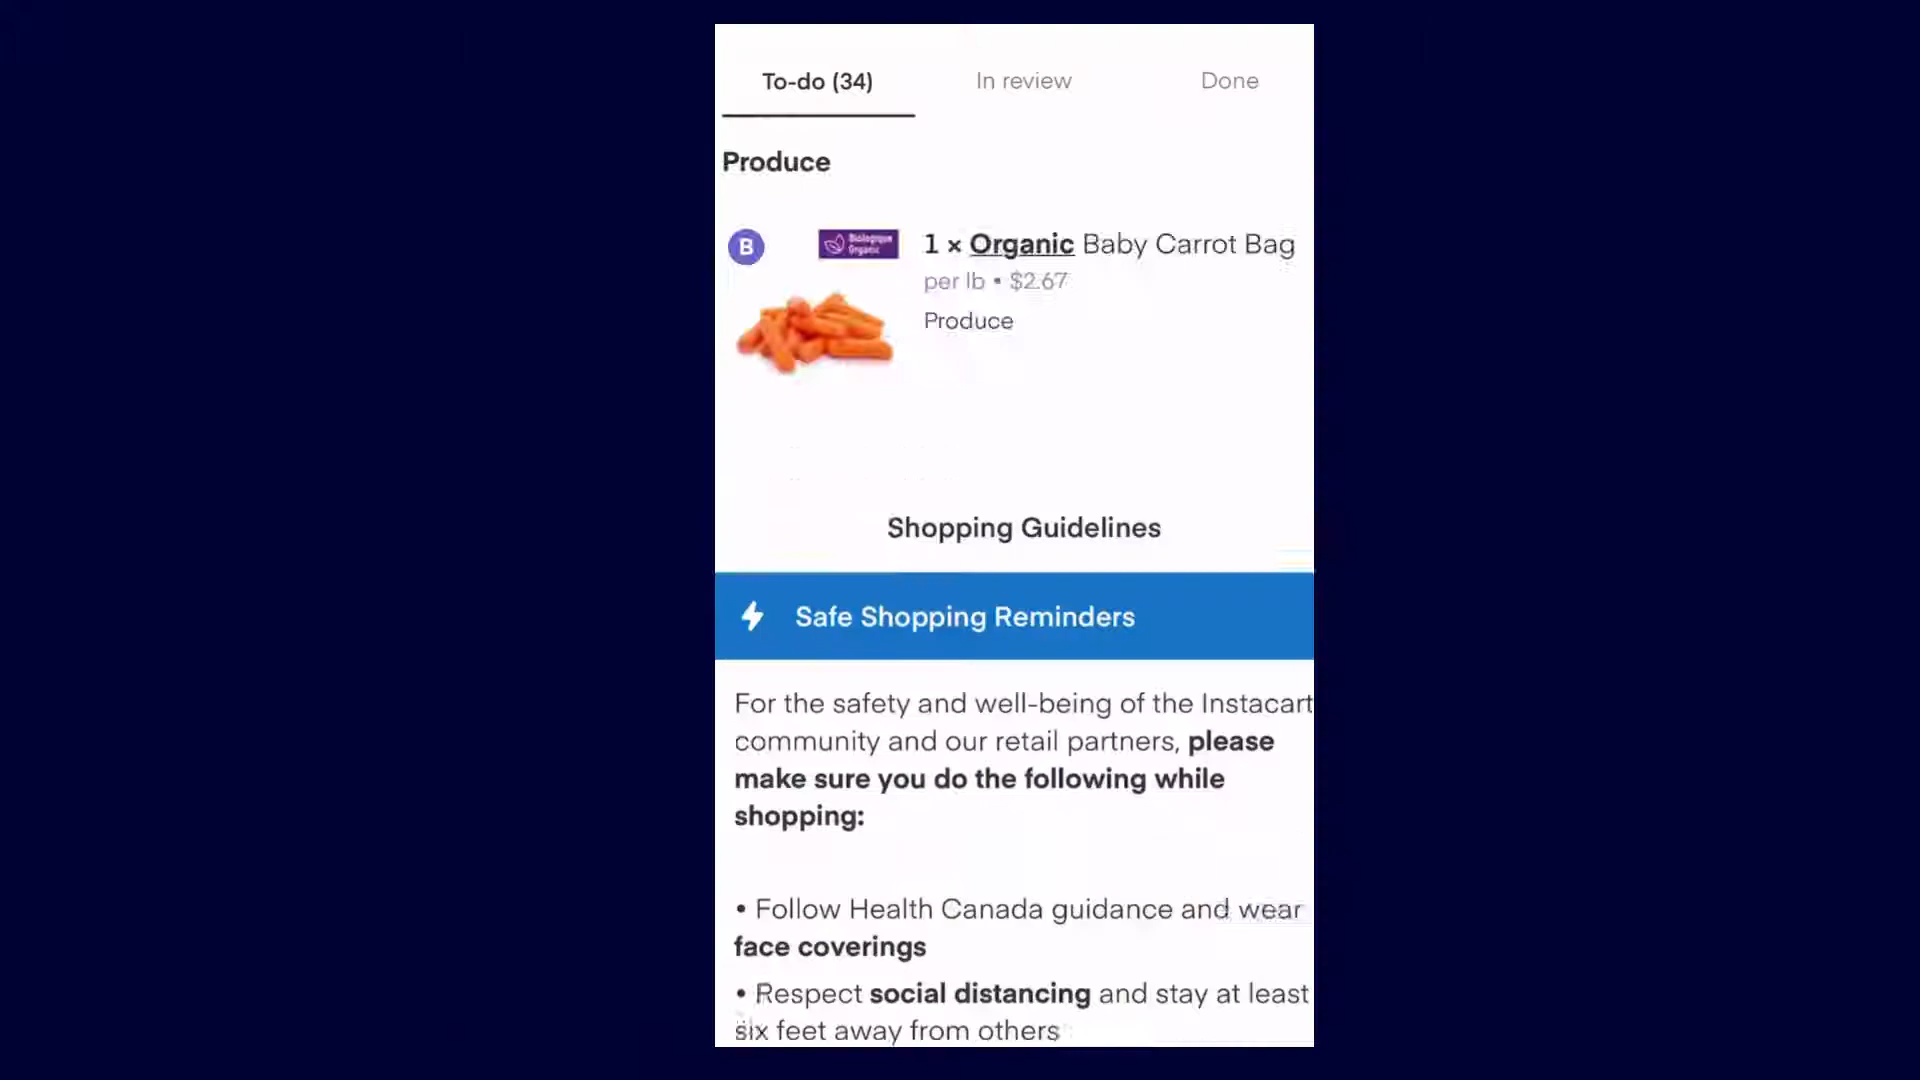 To-do (34) In review Done
Produce
B
Biologique
Organic
1 × Organic Baby Carrot Bag
per lb • $2.67
Produce
Shopping Guidelines
Safe Shopping Reminders
For the safety and well-being of the Instacart
community and our retail partners, please
make sure you do the following while
shopping:
• Follow Health Canada guidance and wear
face coverings
• Respect social distancing and stay at least
six feet away from others